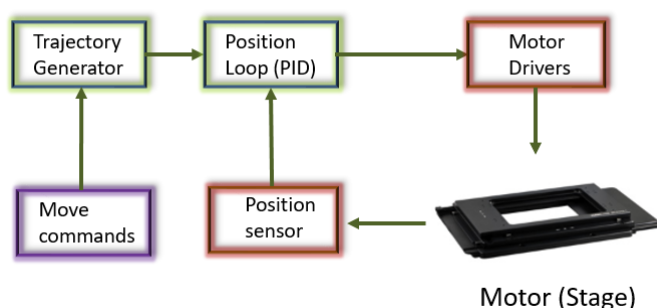 Trajectory
Generator
Position
Loop (PID)
Motor
Drivers
Move
commands
Position
sensor
Motor (Stage)